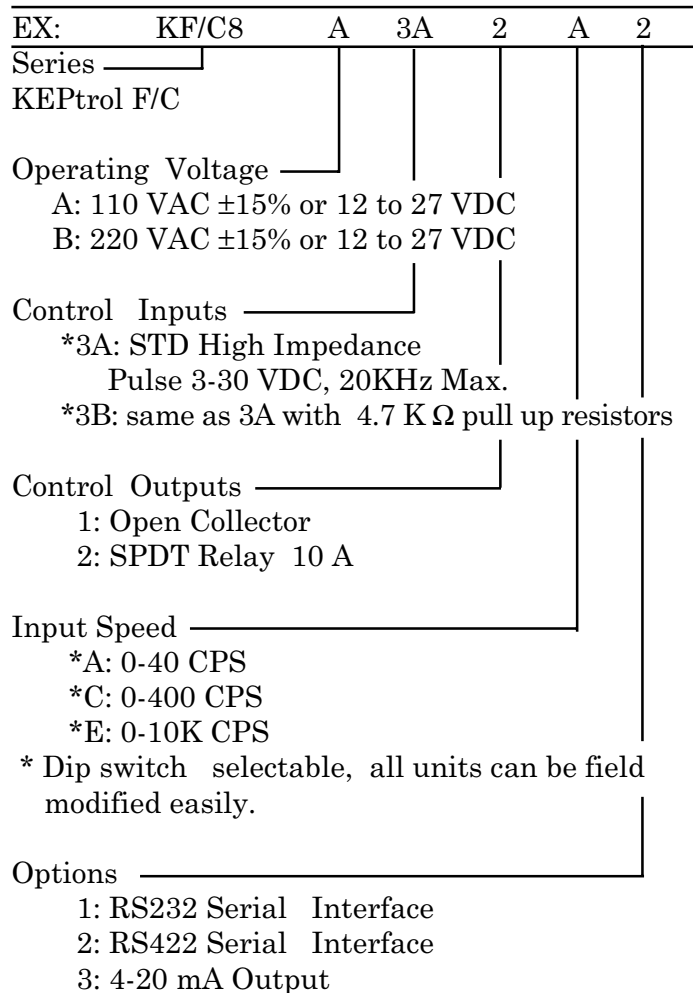 EX: KF/C8 A 3A 2 A 2
Series
KEPtrol F/C
Operating Voltage
A: 110 VAC ±15% or 12 to 27 VDC
B: 220 VAC ±15% or 12 to 27 VDC
Control Inputs
*3A: STD High Impedance
Pulse 3-30 VDC, 20KHz Max.
*3B: same as 3A with 4.7 K Ω pull up resistors
Control Outputs
1: Open Collector
2: SPDT Relay 10 A
Input Speed
*A: 0-40 CPS
*C: 0-400 CPS
*E: 0-10K CPS
* Dip switch selectable, all units can be field
modified easily.
Options
1: RS232 Serial Interface
2: RS422 Serial Interface
3: 4-20 mA Output